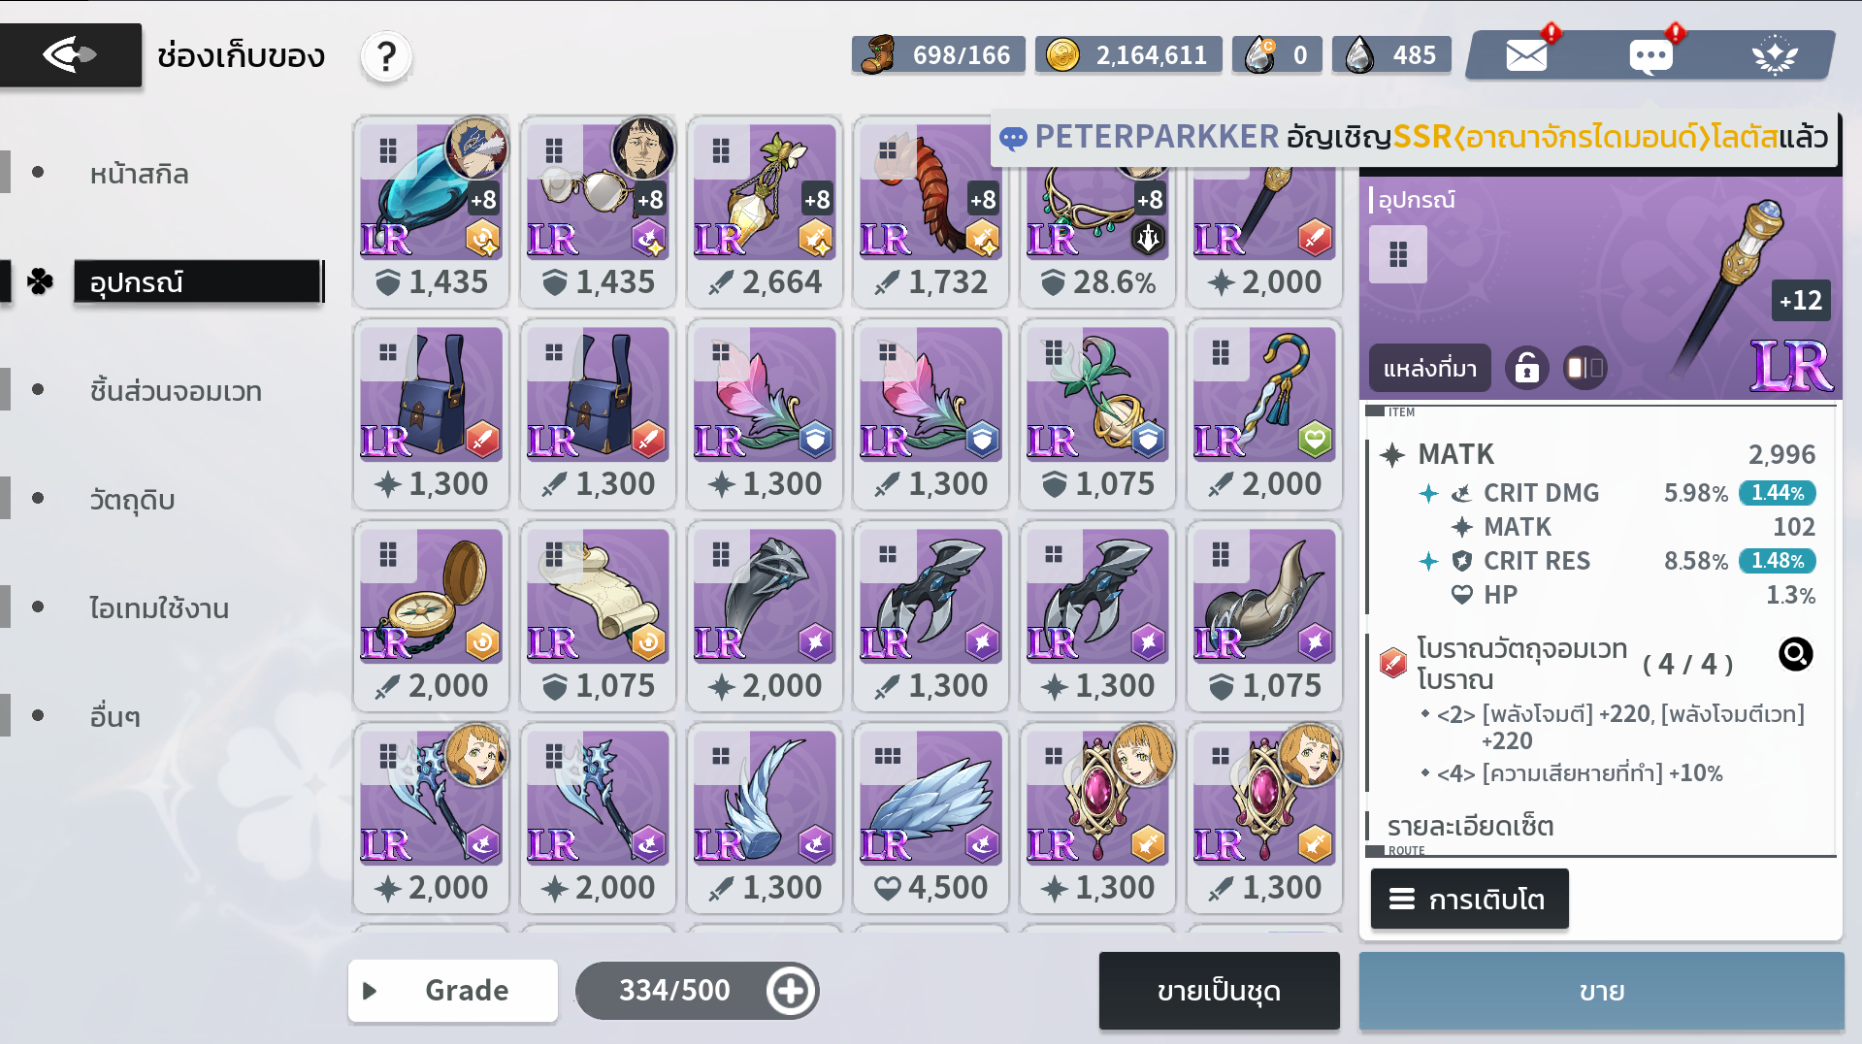 ช่องเก็บของ
?
698/166
2,164,611
0
485
PETERPARKKER อัญเชิญSSR<อาณาจักรไดมอนด์>โลตัสแล้ว
หน้าสกิล
อุปกรณ์
ชิ้นส่วนจอมเวท
วัตถุดิบ
ไอเทมใช้งาน
อื่นๆ
+8 +8 +8 +8 +8
LR LR LR LR LR LR
1,435 1,435 2,664 1,732 28.6% 2,000
LR LR LR LR LR LR
1,300 1,300 1,300 1,300 1,075 2,000
LR LR LR LR LR LR
2,000 1,075 2,000 1,300 1,300 1,075
LR LR LR LR LR LR
2,000 2,000 1,300 4,500 1,300 1,300
Grade
334/500
ขายเป็นชุด
อุปกรณ์
+12
แหล่งที่มา
LR
ITEM
MATK 2,996
CRIT DMG 5.98% 1.44%
MATK 102
CRIT RES 8.58% 1.48%
HP 1.3%
โบราณวัตถุจอมเวท
โบราณ
( 4 / 4 )
<2> [พลังโจมตี] +220, [พลังโจมตีเวท]
+220
<4> [ความเสียหายที่ทำ] +10%
รายละเอียดเซ็ต
ROUTE
การเติบโต
ขาย